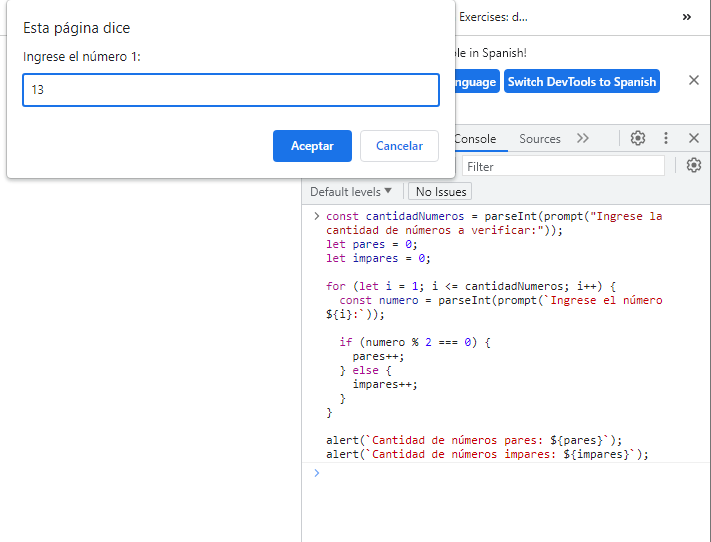 Esta página dice
Ingrese el número 1:
13
Aceptar
Cancelar
Exercises: d...
»
le in Spanish!
nguage
Switch DevTools to Spanish
Console
Sources
Filter
Default levels
No Issues
const cantidadNumeros = parseInt(prompt("Ingrese la
cantidad de números a verificar:"));
let pares = 0;
let impares = 0;
for (let i = 1; i <= cantidadNumeros; i++) {
const numero = parseInt(prompt(`Ingrese el número
${i}:`));
if (numero % 2 === 0) {
pares++;
} else {
impares++;
}
}
alert(`Cantidad de números pares: ${pares}`);
alert(`Cantidad de números impares: ${impares}`);